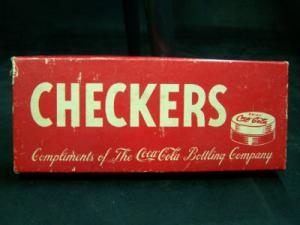 CHECKERS
Coca-Cola
Compliments of The Coca-Cola Bottling Company